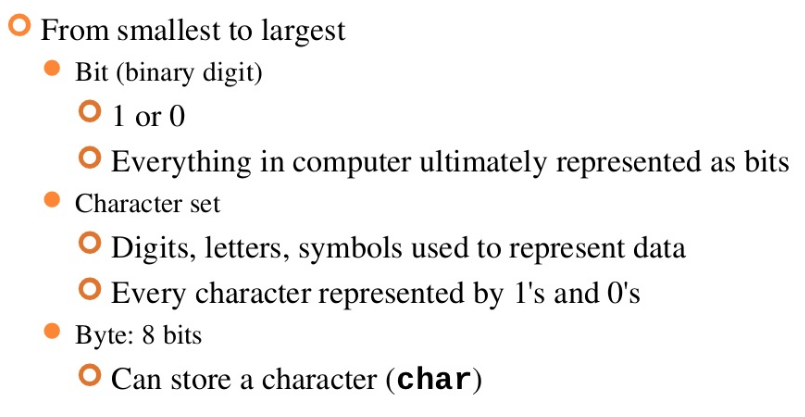 From smallest to largest
Bit (binary digit)
1 or 0
Everything in computer ultimately represented as bits
Character set
Digits, letters, symbols used to represent data
Every character represented by 1's and 0's
Byte: 8 bits
Can store a character (char)